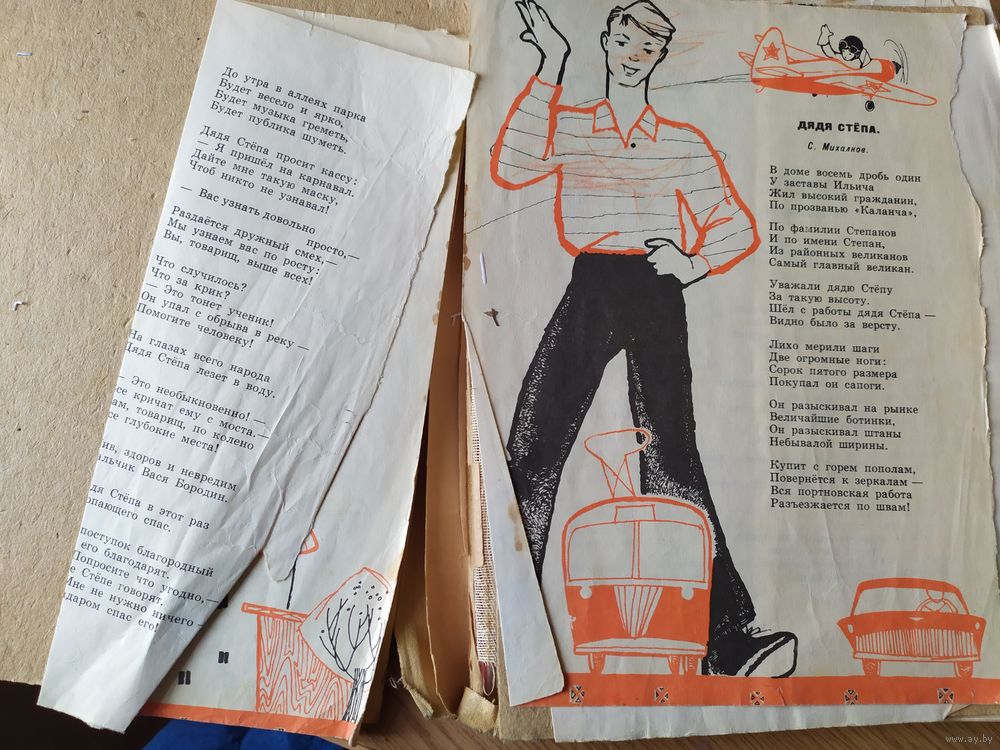 До утра в аллеях парка
Будет весело и ярко,
Будет музыка греметь,
Будет публика шуметь.
Дядя Стёпа просит кассу:
— Я пришёл на карнавал.
Дайте мне такую маску,
Чтоб никто не узнавал!
— Вас узнать довольно
просто,—
Раздаётся дружный смех,—
Мы узнаем вас по росту:
Вы, товарищ, выше всех!
Что случилось?
Что за крик?
— Это тонет ученик!
Он упал с обрыва в реку —
Помогите человеку!
На глазах всего народа
Дядя Стёпа лезет в воду.
Это необыкновенно! —
се кричат ему с моста.—
ам, товарищ, по колено
се глубокие места!
ив, здоров и невредим
альчик Вася Бородин.
дя Стёпа в этот раз
опающего спас.
поступок благородный
его благодарят.
Попросите что угодно,—
е Стёпе говорят.
Мне не нужно ничего —
даром спас его!
ДЯДЯ СТЁПА.
С. Михалков.
В доме восемь дробь один
У заставы Ильича
Жил высокий гражданин,
По прозванью «Каланча»,
По фамилии Степанов
И по имени Степан,
Из районных великанов
Самый главный великан.
Уважали дядю Стёпу
За такую высоту.
Шёл с работы дядя Стёпа —
Видно было за версту.
Лихо мерили шаги
Две огромные ноги:
Сорок пятого размера
Покупал он сапоги.
Он разыскивал на рынке
Величайшие ботинки,
Он разыскивал штаны
Небывалой ширины.
Купит с горем пополам,
Повернётся к зеркалам —
Вся портновская работа
Разъезжается по швам!
www.ay.by